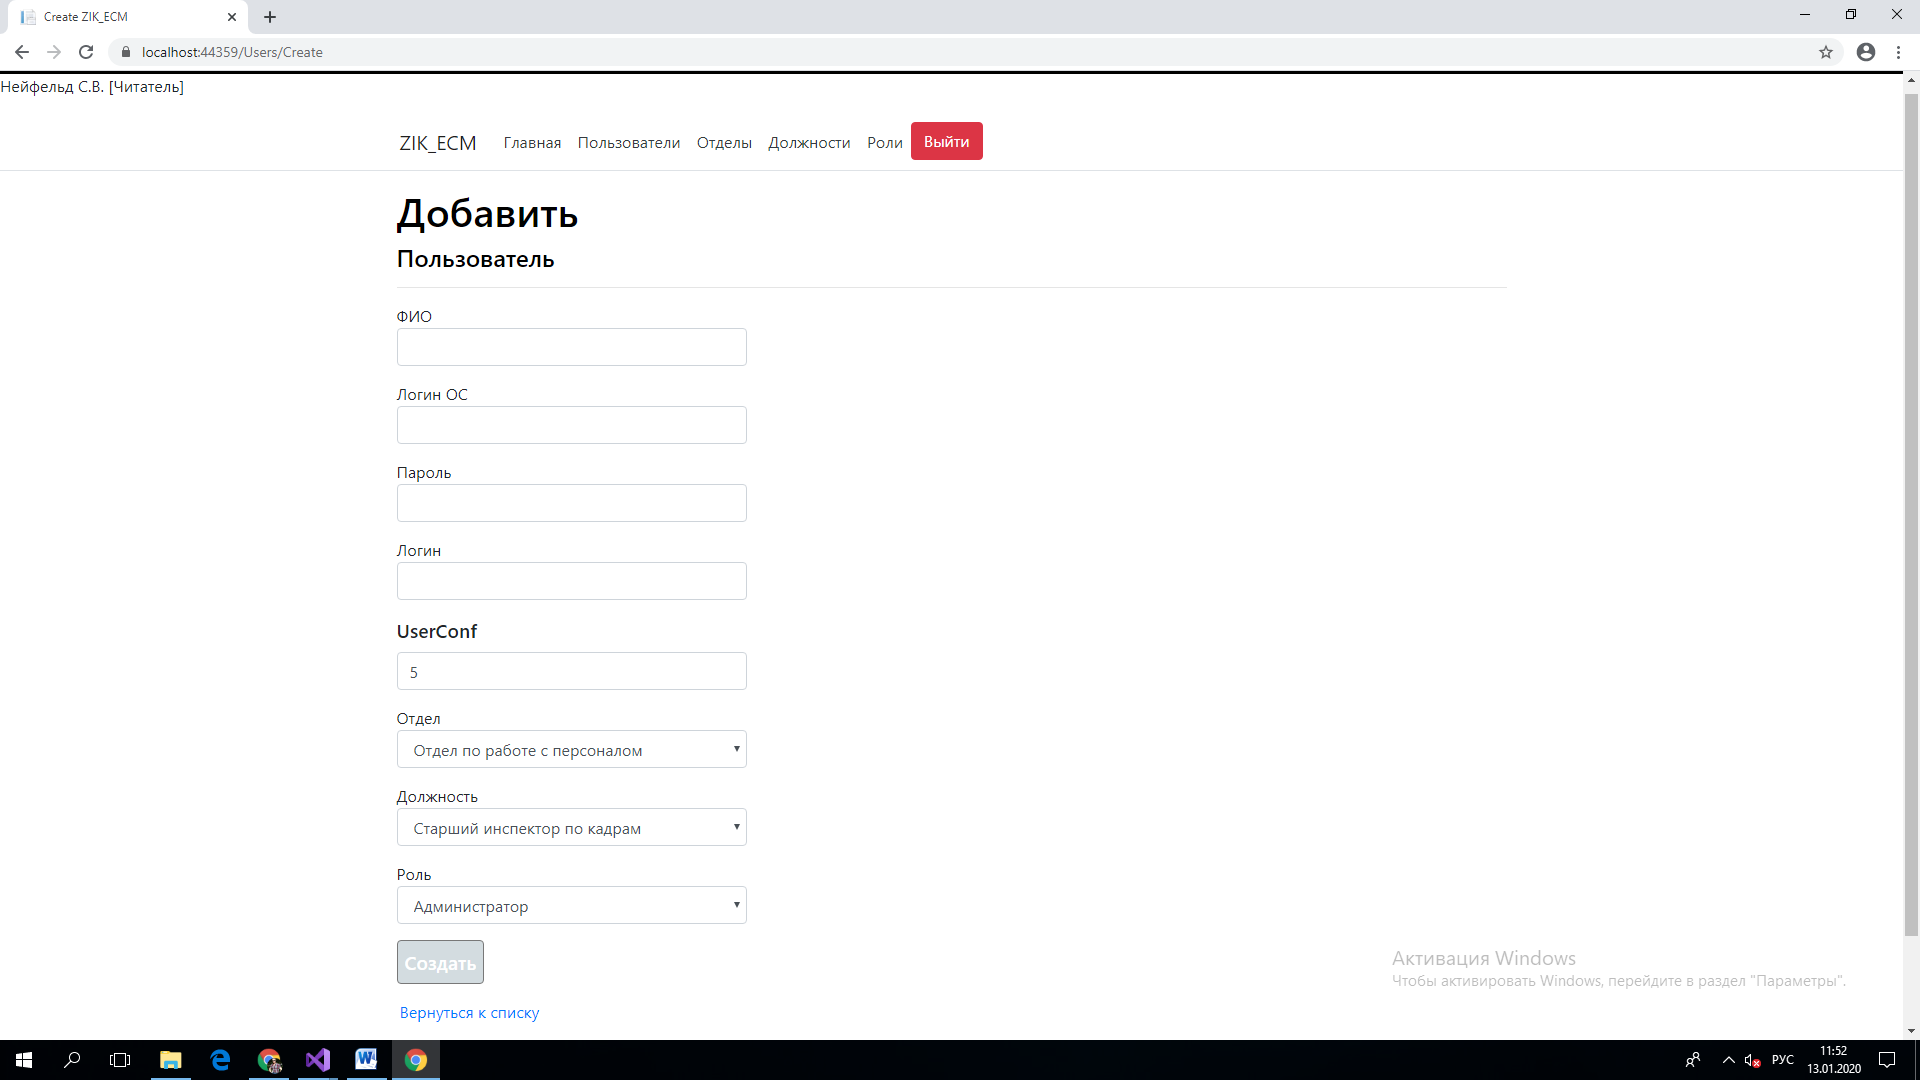 Create ZIK_ECM
localhost:44359/Users/Create
Нейфельд С.В. [Читатель]
ZIK_ECM Главная Пользователи Отделы Должности Роли Выйти
Добавить
Пользователь
ФИО
Логин ОС
Пароль
Логин
UserConf
5
Отдел
Отдел по работе с персоналом
Должность
Старший инспектор по кадрам
Роль
Администратор
Создать
Вернуться к списку
Активация Windows
Чтобы активировать Windows, перейдите в раздел "Параметры".
РУС
11:52
13.01.2020